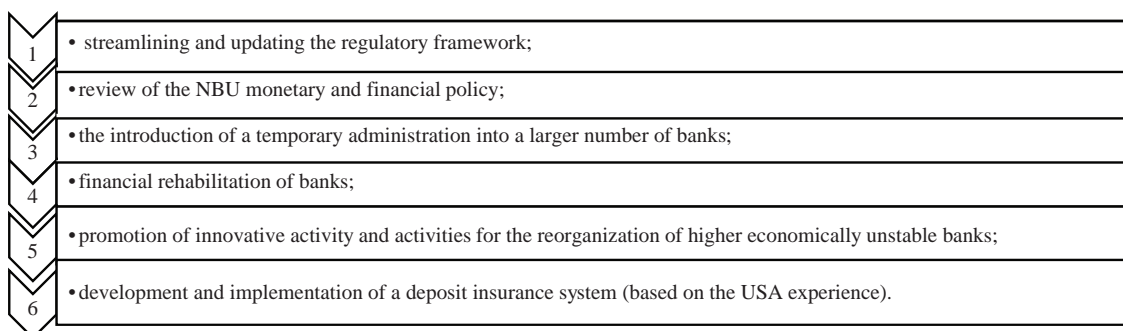 1 • streamlining and updating the regulatory framework;
2 • review of the NBU monetary and financial policy;
3 • the introduction of a temporary administration into a larger number of banks;
4 • financial rehabilitation of banks;
5 • promotion of innovative activity and activities for the reorganization of higher economically unstable banks;
6 • development and implementation of a deposit insurance system (based on the USA experience).